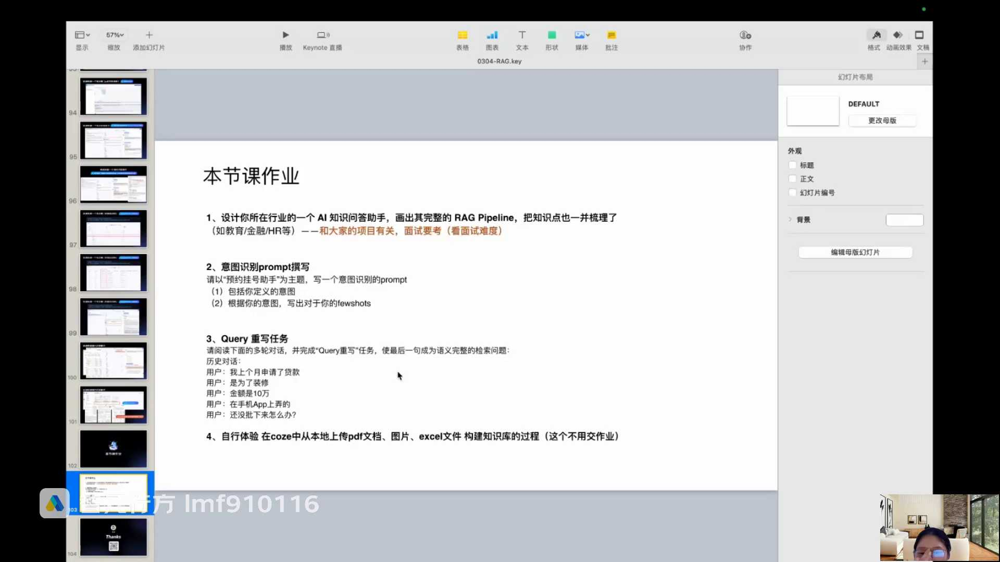 57%
显示
缩放
添加幻灯片
播放
Keynote 直播
表格
图表
文本
形状
媒体
批注
协作
格式
动画效果
文稿
0304-RAG.key
幻灯片布局
DEFAULT
更改母版
外观
标题
正文
幻灯片编号
背景
编辑母版幻灯片
94
95
96
97
98
99
100
101
102
本节课作业
103
104
Thanks
本节课作业
1、设计你所在行业的一个 AI 知识问答助手，画出其完整的 RAG Pipeline，把知识点也一并梳理了
（如教育/金融/HR等）——和大家的项目有关，面试要考（看面试难度）
2、意图识别prompt撰写
请以“预约挂号助手”为主题，写一个意图识别的prompt
（1）包括你定义的意图
（2）根据你的意图，写出对于你的fewshots
3、Query 重写任务
请阅读下面的多轮对话，并完成“Query重写”任务，使最后一句成为语义完整的检索问题：
历史对话：
用户：我上个月申请了贷款
用户：是为了装修
用户：金额是10万
用户：在手机App上弄的
用户：还没批下来怎么办？
4、自行体验 在coze中从本地上传pdf文档、图片、excel文件 构建知识库的过程（这个不用交作业）
行方 lmf910116